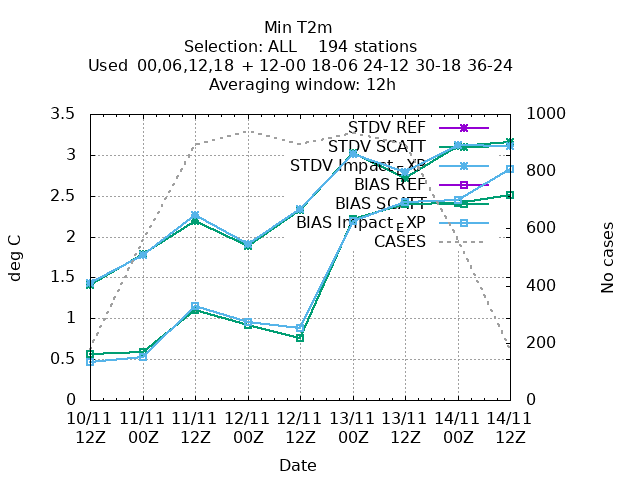 Min T2m
Selection: ALL    194 stations
Used  00,06,12,18 + 12-00 18-06 24-12 30-18 36-24
Averaging window: 12h
STDV REF
STDV SCATT
STDV Impact_EXP
BIAS REF
BIAS SCATT
BIAS Impact_EXP
CASES
deg C
3.5
3
2.5
2
1.5
1
0.5
0
1000
800
600
400
200
0
No cases
10/11 11/11 11/11 12/11 12/11 13/11 13/11 14/11 14/11
12Z 00Z 12Z 00Z 12Z 00Z 12Z 00Z 12Z
Date